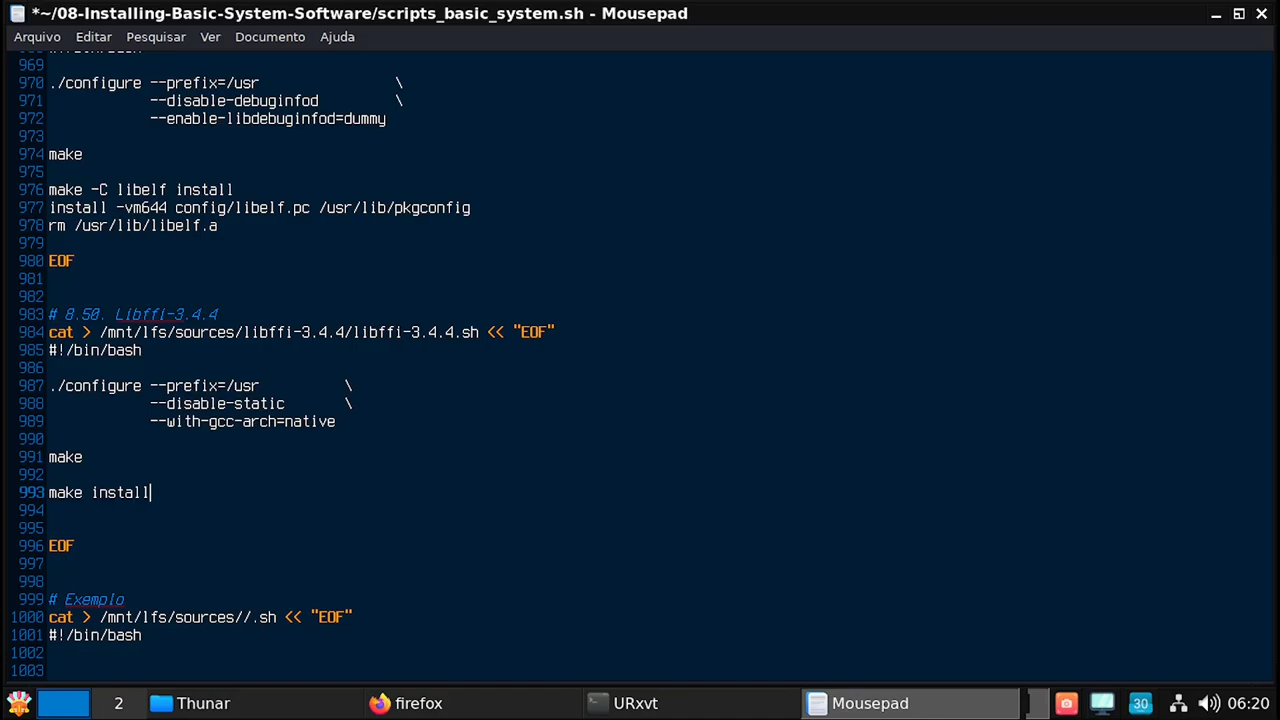 *~/08-Installing-Basic-System-Software/scripts_basic_system.sh - Mousepad
Arquivo Editar Pesquisar Ver Documento Ajuda
969
970 ./configure --prefix=/usr                \
971             --disable-debuginfod         \
972             --enable-libdebuginfod=dummy
973
974 make
975
976 make -C libelf install
977 install -vm644 config/libelf.pc /usr/lib/pkgconfig
978 rm /usr/lib/libelf.a
979
980 EOF
981
982
983 # 8.50. Libffi-3.4.4
984 cat > /mnt/lfs/sources/libffi-3.4.4/libffi-3.4.4.sh << "EOF"
985 #!/bin/bash
986
987 ./configure --prefix=/usr          \
988             --disable-static       \
989             --with-gcc-arch=native
990
991 make
992
993 make install
994
995
996 EOF
997
998
999 # Exemplo
1000 cat > /mnt/lfs/sources//.sh << "EOF"
1001 #!/bin/bash
1002
1003
2 Thunar firefox URxvt Mousepad 30 06:20